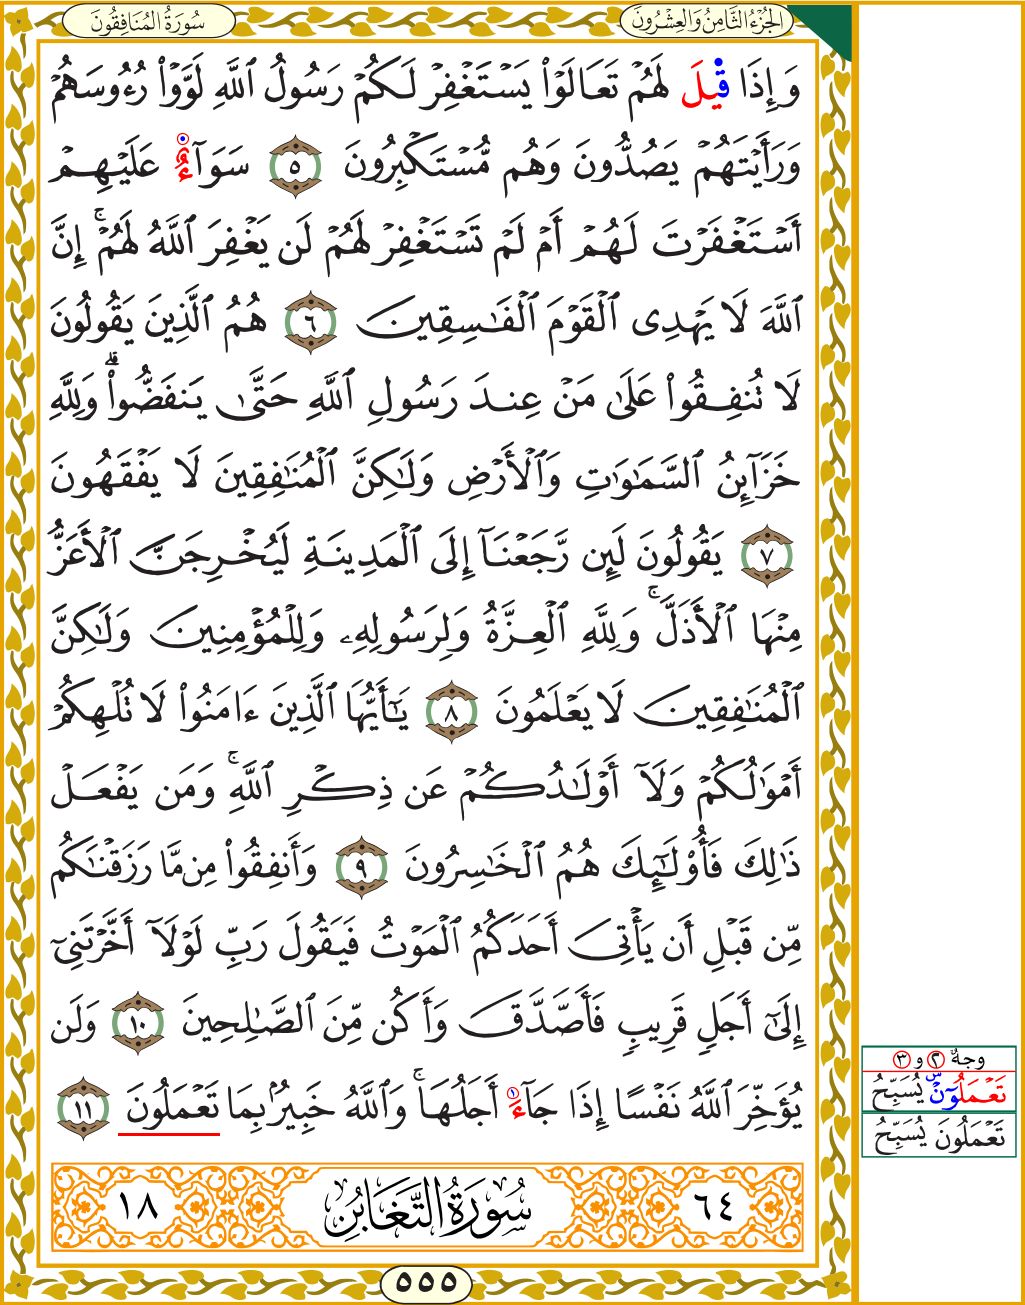 الجُزْءُ الثَّامِنُ وَالعِشْرُونَ
سُورَةُ المُنَافِقُونَ
وَإِذَا قِيلَ لَهُمْ تَعَالَوْاْ يَسْتَغْفِرْ لَكُمْ رَسُولُ ٱللَّهِ لَوَّوْاْ رُءُوسَهُمْ
وَرَأَيْتَهُمْ يَصُدُّونَ وَهُم مُّسْتَكْبِرُونَ ٥ سَوَآءٌ عَلَيْهِمْ
أَسْتَغْفَرْتَ لَهُمْ أَمْ لَمْ تَسْتَغْفِرْ لَهُمْ لَن يَغْفِرَ ٱللَّهُ لَهُمْۚ إِنَّ
ٱللَّهَ لَا يَهْدِى ٱلْقَوْمَ ٱلْفَٰسِقِينَ ٦ هُمُ ٱلَّذِينَ يَقُولُونَ
لَا تُنفِقُواْ عَلَىٰ مَنْ عِندَ رَسُولِ ٱللَّهِ حَتَّىٰ يَنفَضُّواْۗ وَلِلَّهِ
خَزَآئِنُ ٱلسَّمَٰوَٰتِ وَٱلْأَرْضِ وَلَٰكِنَّ ٱلْمُنَٰفِقِينَ لَا يَفْقَهُونَ
٧ يَقُولُونَ لَئِن رَّجَعْنَآ إِلَى ٱلْمَدِينَةِ لَيُخْرِجَنَّ ٱلْأَعَزُّ
مِنْهَا ٱلْأَذَلَّۚ وَلِلَّهِ ٱلْعِزَّةُ وَلِرَسُولِهِۦ وَلِلْمُؤْمِنِينَ وَلَٰكِنَّ
ٱلْمُنَٰفِقِينَ لَا يَعْلَمُونَ ٨ يَٰٓأَيُّهَا ٱلَّذِينَ ءَامَنُواْ لَا تُلْهِكُمْ
أَمْوَٰلُكُمْ وَلَآ أَوْلَٰدُكُمْ عَن ذِكْرِ ٱللَّهِۚ وَمَن يَفْعَلْ
ذَٰلِكَ فَأُوْلَٰٓئِكَ هُمُ ٱلْخَٰسِرُونَ ٩ وَأَنفِقُواْ مِن مَّا رَزَقْنَٰكُم
مِّن قَبْلِ أَن يَأْتِىَ أَحَدَكُمُ ٱلْمَوْتُ فَيَقُولَ رَبِّ لَوْلَآ أَخَّرْتَنِىٓ
إِلَىٰٓ أَجَلٍ قَرِيبٍ فَأَصَّدَّقَ وَأَكُن مِّنَ ٱلصَّٰلِحِينَ ١٠ وَلَن
يُؤَخِّرَ ٱللَّهُ نَفْسًا إِذَا جَآءَ ١ أَجَلُهَاۚ وَٱللَّهُ خَبِيرٌۢ بِمَا تَعْمَلُونَ ١١
وجهُ ٢ و ٣
تَعْمَلُونَ س يُسَبِّحُ
تَعْمَلُونَ يُسَبِّحُ
٦٤ سُورَةُ التَّغَابُنِ ١٨
٥٥٥